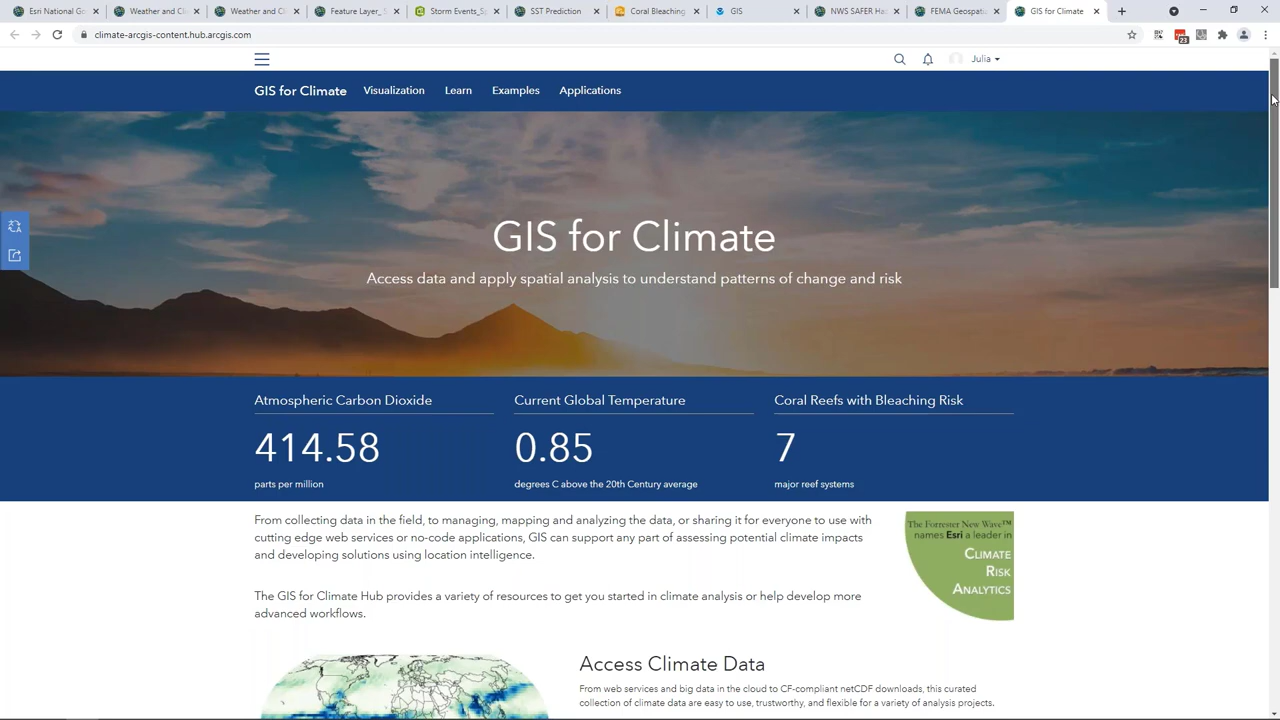 Esri National Go
Weather and Cli
Weather and Cli
Feature Layer_
Storm Events_Sa
SST Prediction
Coral Bleaching
GIS
NWS SAFER Ha
FEMA Geospati
GIS for Climate
climate-arcgis-content.hub.arcgis.com
23
Julia
GIS for Climate Visualization Learn Examples Applications
GIS for Climate
Access data and apply spatial analysis to understand patterns of change and risk
Atmospheric Carbon Dioxide
414.58
parts per million
Current Global Temperature
0.85
degrees C above the 20th Century average
Coral Reefs with Bleaching Risk
7
major reef systems
From collecting data in the field, to managing, mapping and analyzing the data, or sharing it for everyone to use with
cutting edge web services or no-code applications, GIS can support any part of assessing potential climate impacts
and developing solutions using location intelligence.
The GIS for Climate Hub provides a variety of resources to get you started in climate analysis or help develop more
advanced workflows.
The Forrester New Wave™
names Esri a leader in
CLIMATE
RISK
ANALYTICS
Access Climate Data
From web services and big data in the cloud to CF-compliant netCDF downloads, this curated
collection of climate data are easy to use, trustworthy, and flexible for a variety of analysis projects.